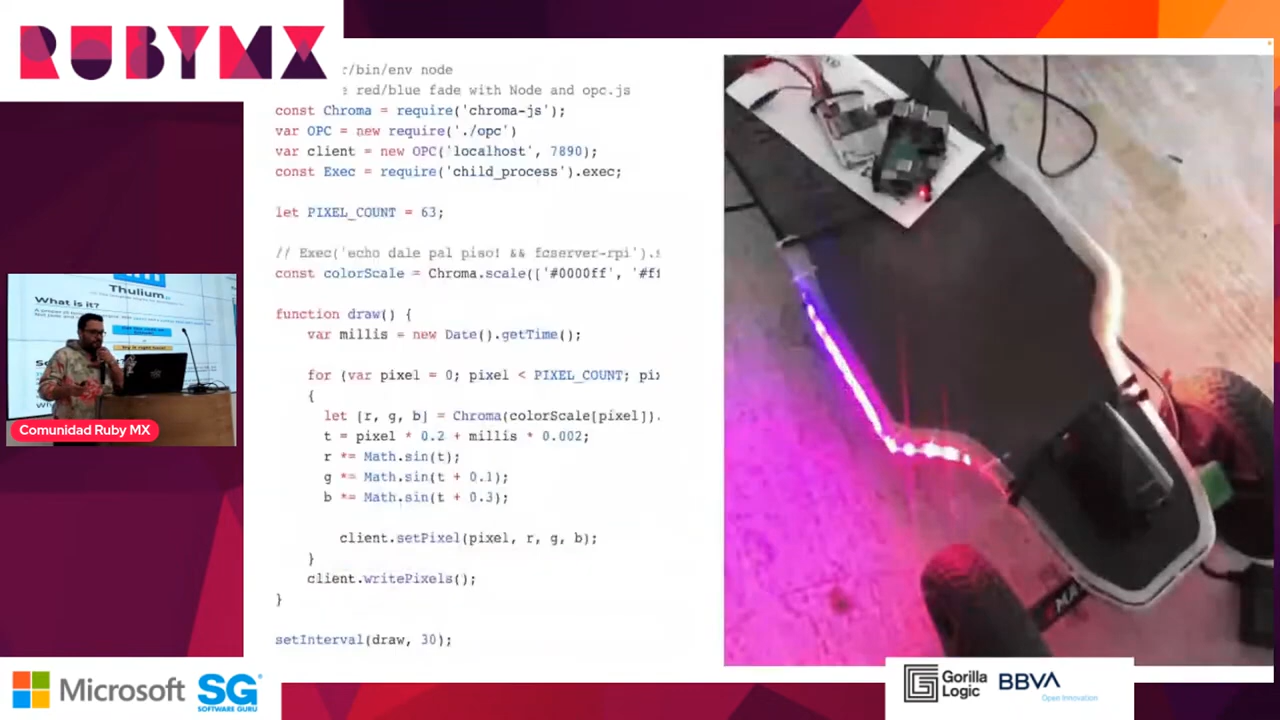 RUBYMX
r/bin/env node
e red/blue fade with Node and opc.js
const Chroma = require('chroma-js');
var OPC = new require('./opc')
var client = new OPC('localhost', 7890);
const Exec = require('child_process').exec;
let PIXEL_COUNT = 63;
// Exec('echo dale pal piso! && fcserver-rpi').
const colorScale = Chroma.scale(['#0000ff', '#f
function draw() {
var millis = new Date().getTime();
for (var pixel = 0; pixel < PIXEL_COUNT; pi
{
let [r, g, b] = Chroma(colorScale[pixel]).
t = pixel * 0.2 + millis * 0.002;
r *= Math.sin(t);
g *= Math.sin(t + 0.1);
b *= Math.sin(t + 0.3);
client.setPixel(pixel, r, g, b);
}
client.writePixels();
}
setInterval(draw, 30);
Thulium
What is it?
Comunidad Ruby MX
Microsoft
SG
SOFTWARE GURU
Gorilla
Logic
BBVA
Open Innovation